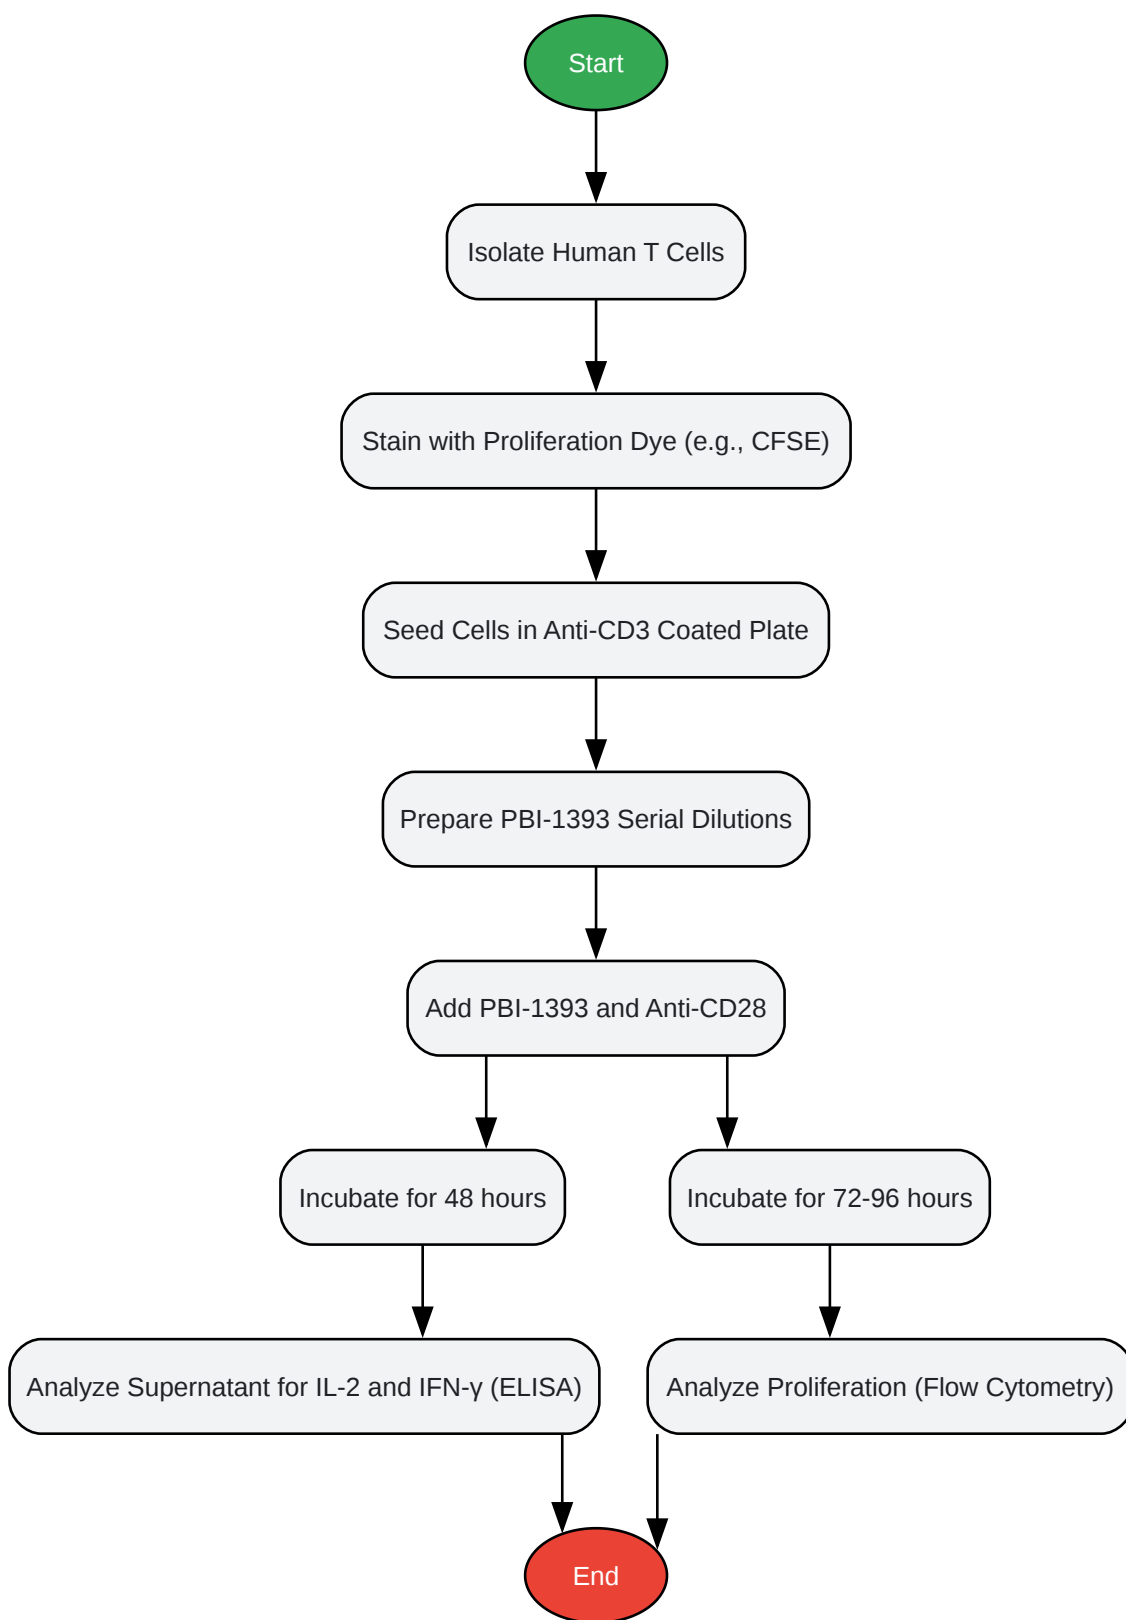 Start
Isolate Human T Cells
Stain with Proliferation Dye (e.g., CFSE)
Seed Cells in Anti-CD3 Coated Plate
Prepare PBI-1393 Serial Dilutions
Add PBI-1393 and Anti-CD28
Incubate for 48 hours
Incubate for 72-96 hours
Analyze Supernatant for IL-2 and IFN-γ (ELISA)
Analyze Proliferation (Flow Cytometry)
End